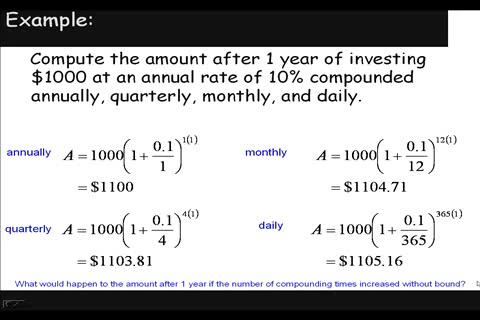 Example:
Compute the amount after 1 year of investing
$1000 at an annual rate of 10% compounded
annually, quarterly, monthly, and daily.
annually A = 1000(1 + 0.1/1)^1(1)
= $1100
monthly A = 1000(1 + 0.1/12)^12(1)
= $1104.71
quarterly A = 1000(1 + 0.1/4)^4(1)
= $1103.81
daily A = 1000(1 + 0.1/365)^365(1)
= $1105.16
What would happen to the amount after 1 year if the number of compounding times increased without bound?